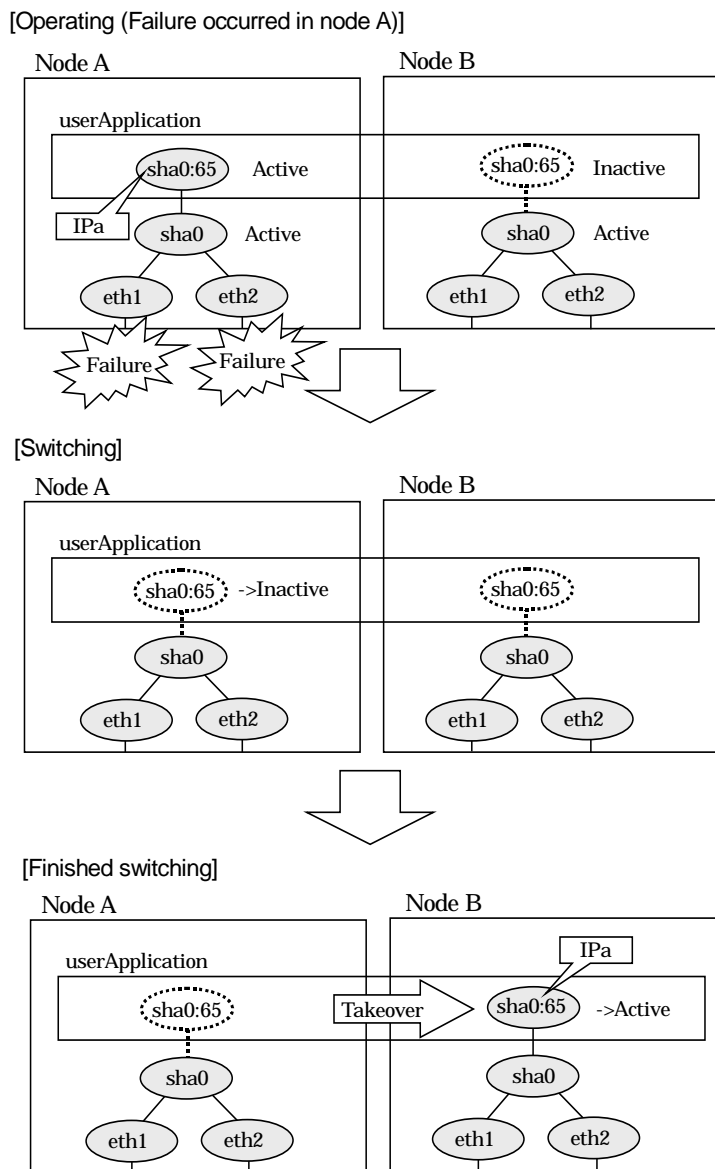 [Operating (Failure occurred in node A)]
Node A
Node B
userApplication
sha0:65
Active
sha0:65
Inactive
IPa
sha0
Active
sha0
Active
eth1
eth2
eth1
eth2
Failure
Failure
[Switching]
Node A
Node B
userApplication
sha0:65
->Inactive
sha0:65
sha0
sha0
eth1
eth2
eth1
eth2
[Finished switching]
Node A
Node B
IPa
userApplication
sha0:65
Takeover
sha0:65
->Active
sha0
sha0
eth1
eth2
eth1
eth2